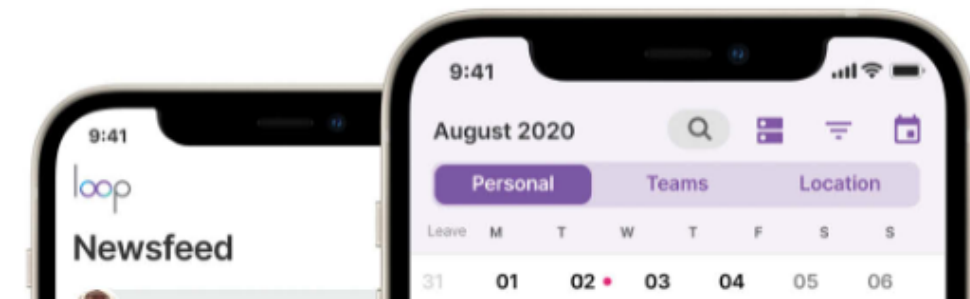 9:41
loop
Newsfeed
9:41
August 2020
Personal Teams Location
Leave M T W T F S S
31 01 02 03 04 05 06